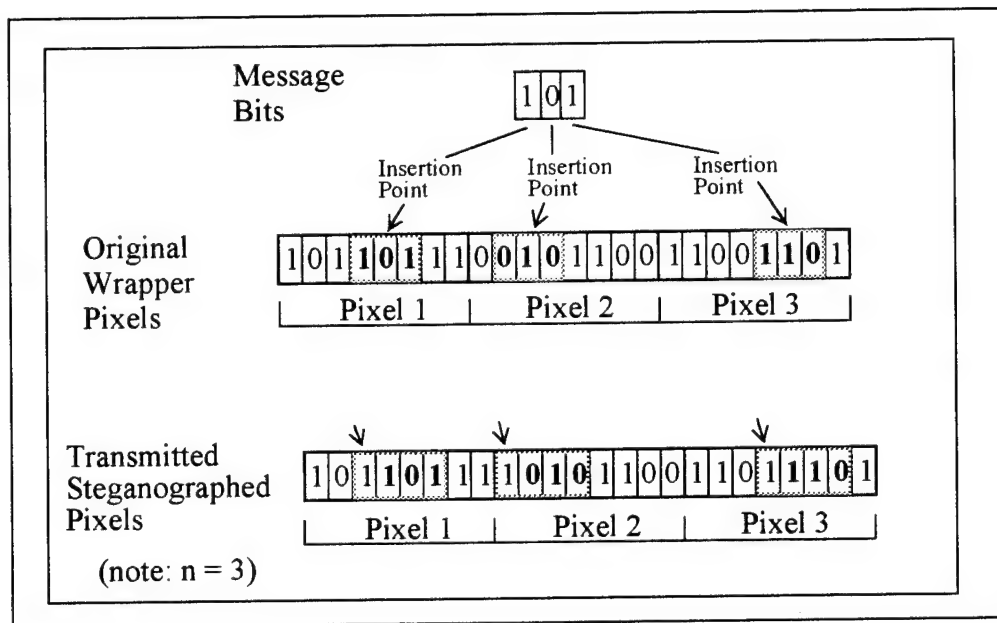 Message
Bits
1 0 1
Insertion
Point
Insertion
Point
Insertion
Point
Original
Wrapper
Pixels
1 0 1 1 0 1 1 1 0 0 1 0 1 1 0 0 1 1 0 0 1 1 0 1
Pixel 1 Pixel 2 Pixel 3
Transmitted
Steganographed
Pixels
1 0 1 1 0 1 1 1 1 0 1 0 1 1 0 0 1 1 0 1 1 1 0 1
Pixel 1 Pixel 2 Pixel 3
(note: n = 3)